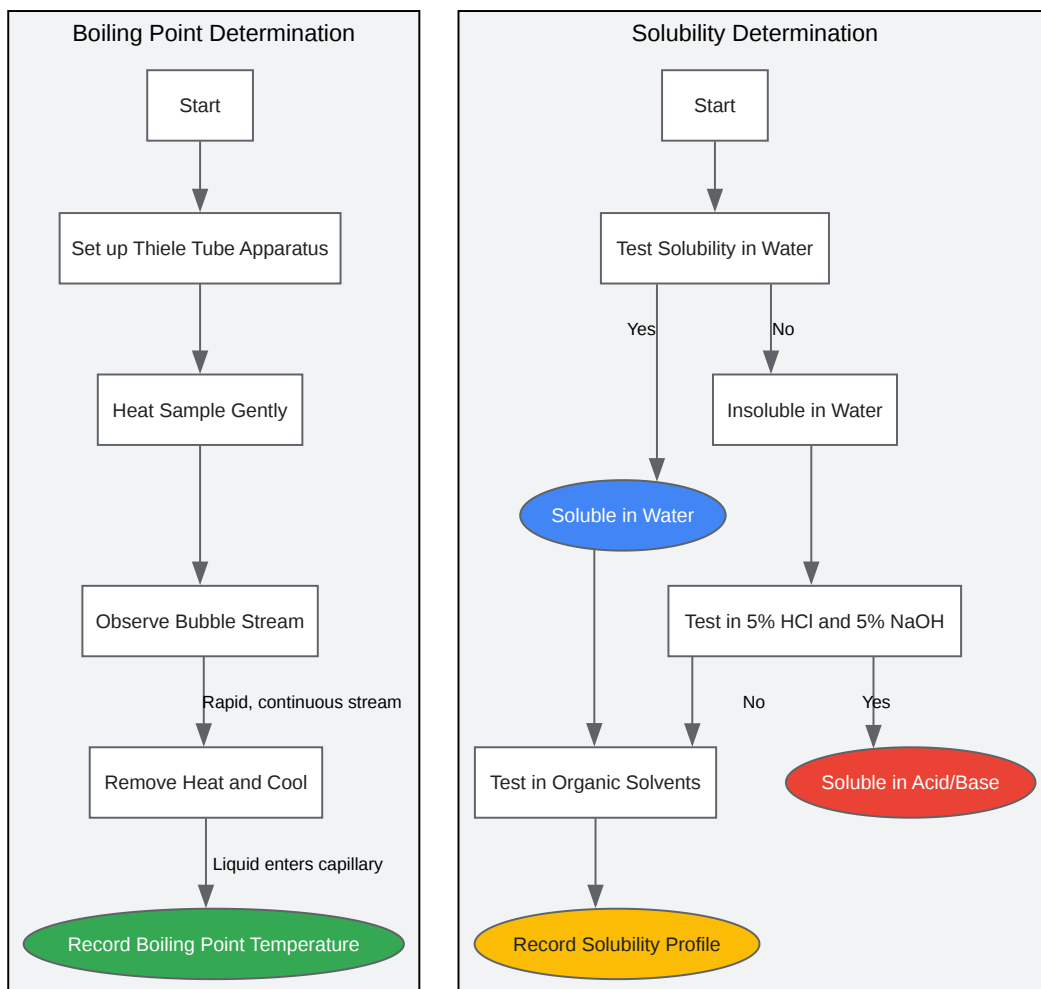 Boiling Point Determination
Start
Set up Thiele Tube Apparatus
Heat Sample Gently
Observe Bubble Stream
Rapid, continuous stream
Remove Heat and Cool
Liquid enters capillary
Record Boiling Point Temperature
Solubility Determination
Start
Test Solubility in Water
Yes
No
Insoluble in Water
Soluble in Water
Test in 5% HCl and 5% NaOH
No
Yes
Test in Organic Solvents
Soluble in Acid/Base
Record Solubility Profile